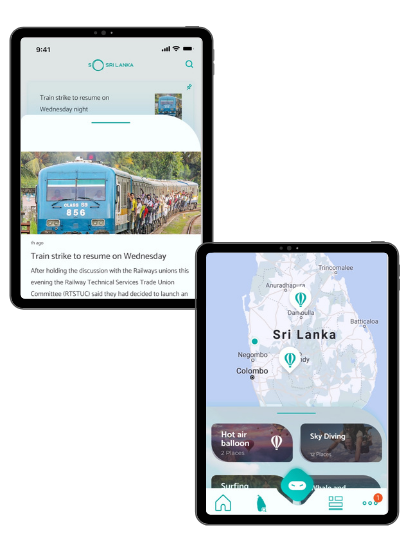 9:41
SO SRI LANKA
Train strike to resume on
Wednesday night
CLASS S9
856
1h ago
Train strike to resume on Wednesday
After holding the discussion with the Railways unions this
evening the Railway Technical Services Trade Union
Committee (RTSTUC) said they had decided to launch an
Trincomalee
Anuradhapura
Dambulla
Batticaloa
Sri Lanka
Negombo
dy
Colombo
Hot air
balloon
2 Places
Sky Diving
12 Places
Surfing
Whale and
1